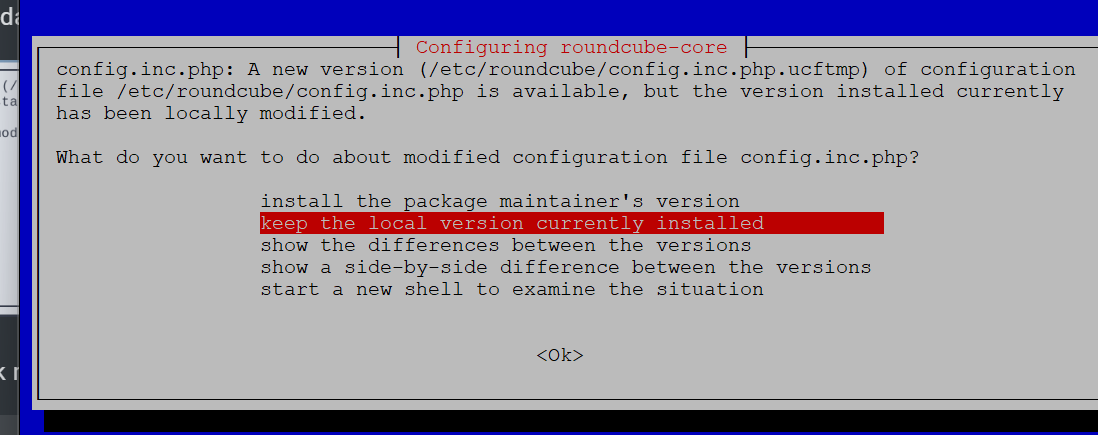 da
Configuring roundcube-core
config.inc.php: A new version (/etc/roundcube/config.inc.php.ucftmp) of configuration
file /etc/roundcube/config.inc.php is available, but the version installed currently
has been locally modified.
What do you want to do about modified configuration file config.inc.php?
install the package maintainer's version
keep the local version currently installed
show the differences between the versions
show a side-by-side difference between the versions
start a new shell to examine the situation
<Ok>
(/
sta
mod